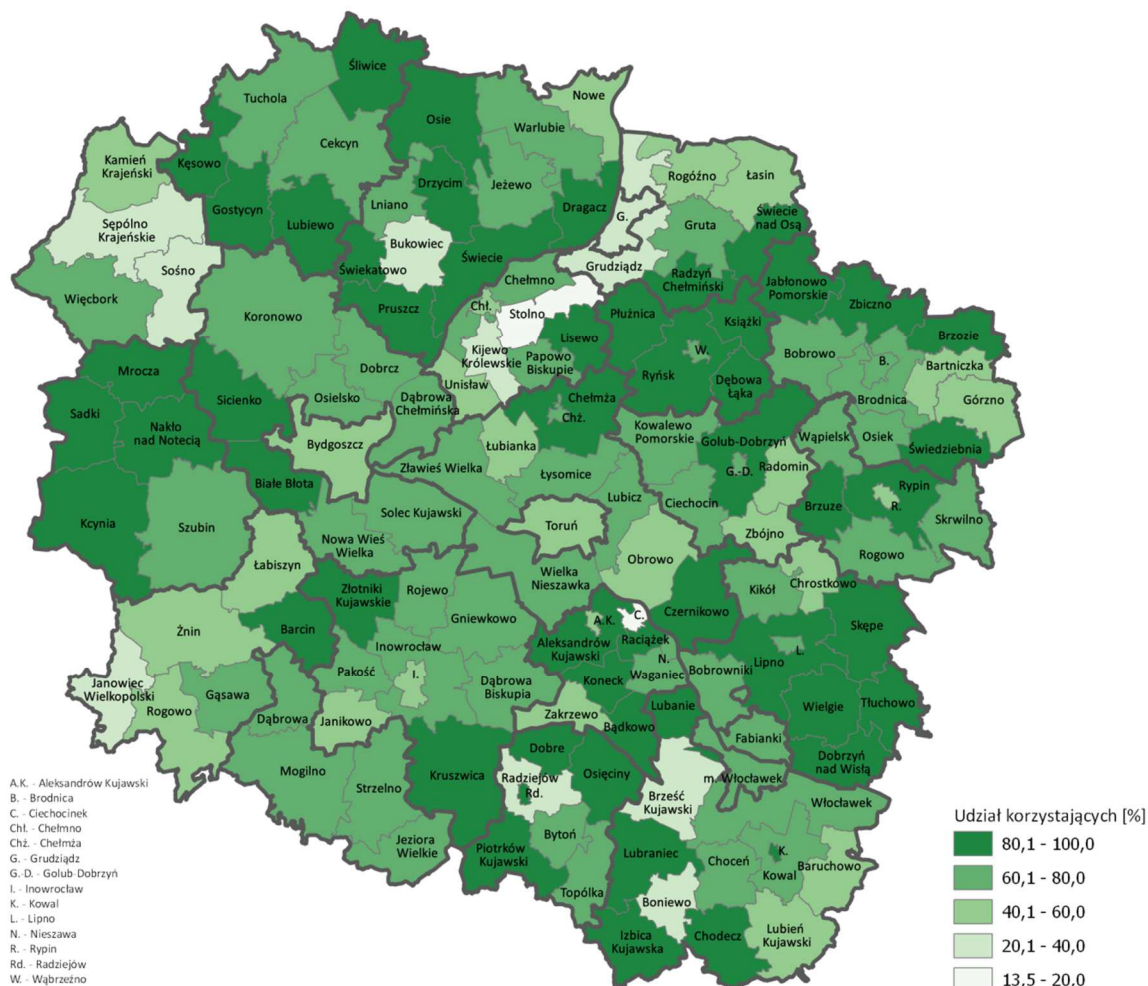 Śliwice
Tuchola
Nowe
Osie
Warlubie
Cekcyn
Kamień
Krajeński
Kęsowo
Rogóźno
Łasin
Drzycim
Jeżewo
Gostycyn
Lniano
Dragacz
Sępólno
Krajeńskie
Lubiewo
G.
Świecie
nad Osą
Gruta
Bukowiec
Sośno
Świecie
Grudziądz
Świekatowo
Chełmno
Radzyń
Chełmiński
Jabłonowo
Pomorskie
Więcbork
Zbiczno
Koronowo
Pruszcz
Chł.
Stolno
Płużnica
Książki
Brzozie
Lisewo
Kijewo
Królewskie
Papowo
Biskupie
W.
Bobrowo
B.
Bartniczka
Mrocza
Dobrcz
Unisław
Ryńsk
Dębowa
Łąka
Sicienko
Osielsko
Dąbrowa
Chełmińska
Chełmża
Chż.
Brodnica
Górzno
Sadki
Nakło
nad Notecią
Kowalewo
Pomorskie
Golub-Dobrzyń
Wąpielsk
Osiek
Świedziebnia
Bydgoszcz
Łubianka
Zławieś Wielka
Łysomice
G.-D.
Radomin
Rypin
R.
Białe Błota
Kcynia
Szubin
Solec Kujawski
Lubicz
Ciechocin
Brzuze
Skrwilno
Nowa Wieś
Wielka
Toruń
Zbójno
Rogowo
Łabiszyn
Obrowo
Wielka
Nieszawka
Złotniki
Kujawskie
Rojewo
Kikół
Chrostkowo
Gniewkowo
Czernikowo
Żnin
Barcin
A.K.
C.
Skępe
Inowrocław
Aleksandrów
Kujawski
Raciążek
L.
Lipno
N.
Waganiec
Bobrowniki
Janowiec
Wielkopolski
Gąsawa
Pakość
I.
Dąbrowa
Biskupia
Koneck
Rogowo
Dąbrowa
Janikowo
Zakrzewo
Lubanie
Wielgie
Tłuchowo
Bądkowo
Fabianki
Mogilno
Dobre
Dobrzyń
nad Wisłą
Strzelno
Kruszwica
Radziejów
Rd.
Osięciny
m. Włocławek
Brześć
Kujawski
Włocławek
Jeziora
Wielkie
Piotrków
Kujawski
Bytoń
Lubraniec
Choceń
K.
Kowal
Baruchowo
Topólka
Boniewo
Izbica
Kujawska
Chodecz
Lubień
Kujawski
A.K. - Aleksandrów Kujawski
B. - Brodnica
C. - Ciechocinek
Chł. - Chełmno
Chż. - Chełmża
G. - Grudziądz
G.-D. - Golub-Dobrzyń
I. - Inowrocław
K. - Kowal
L. - Lipno
N. - Nieszawa
R. - Rypin
Rd. - Radziejów
W. - Wąbrzeźno
Udział korzystających [%]
80,1 - 100,0
60,1 - 80,0
40,1 - 60,0
20,1 - 40,0
13,5 - 20,0